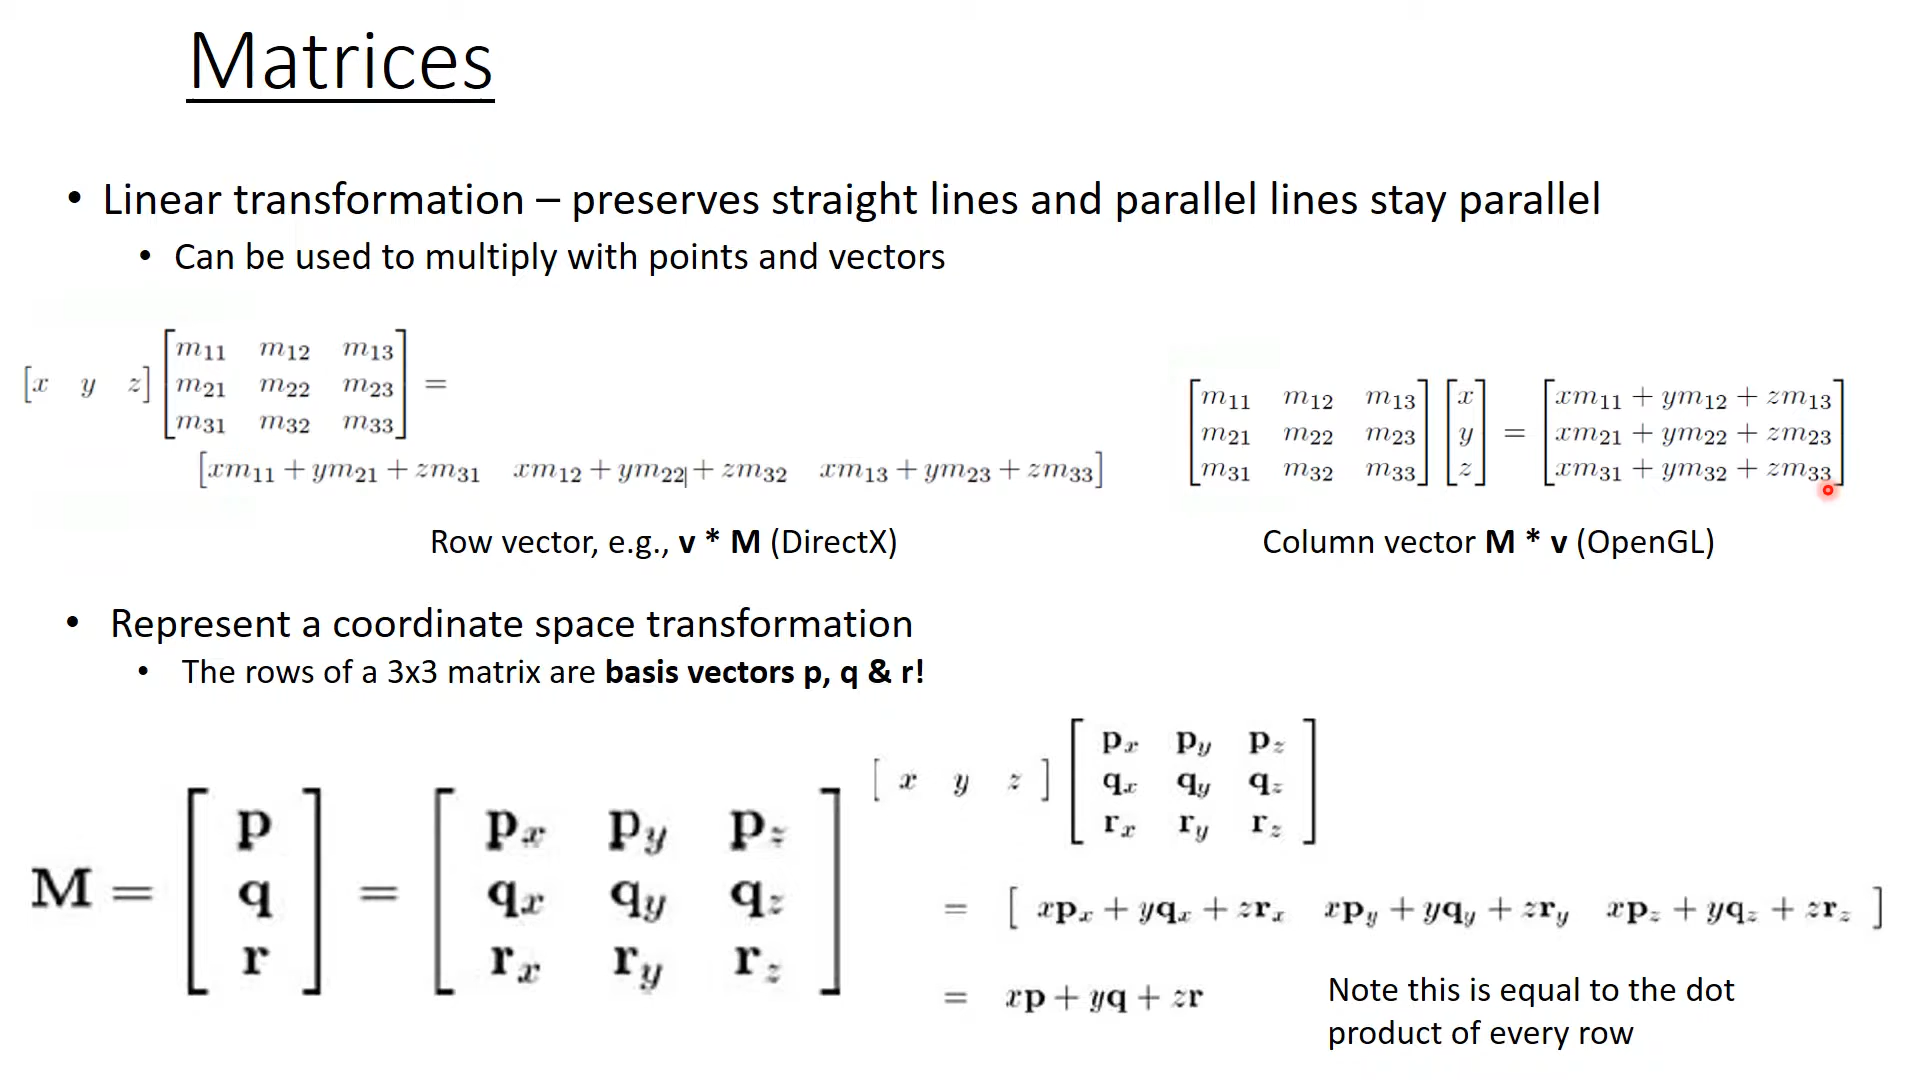 Matrices
• Linear transformation – preserves straight lines and parallel lines stay parallel
• Can be used to multiply with points and vectors
[x y z] [m11 m12 m13
m21 m22 m23
m31 m32 m33] =
[xm11 + ym21 + zm31 xm12 + ym22 + zm32 xm13 + ym23 + zm33]
Row vector, e.g., v * M (DirectX)
[m11 m12 m13] [x] = [xm11 + ym12 + zm13]
[m21 m22 m23] [y] = [xm21 + ym22 + zm23]
[m31 m32 m33] [z] = [xm31 + ym32 + zm33]
Column vector M * v (OpenGL)
• Represent a coordinate space transformation
• The rows of a 3x3 matrix are basis vectors p, q & r!
M = [p q r] = [px py pz
qx qy qz
rx ry rz]
[ x y z ] [px py pz
qx qy qz
rx ry rz]
= [ xpx + yqx + zrx xpy + yqy + zry xpz + yqz + zrz ]
= xp + yq + zr
Note this is equal to the dot
product of every row